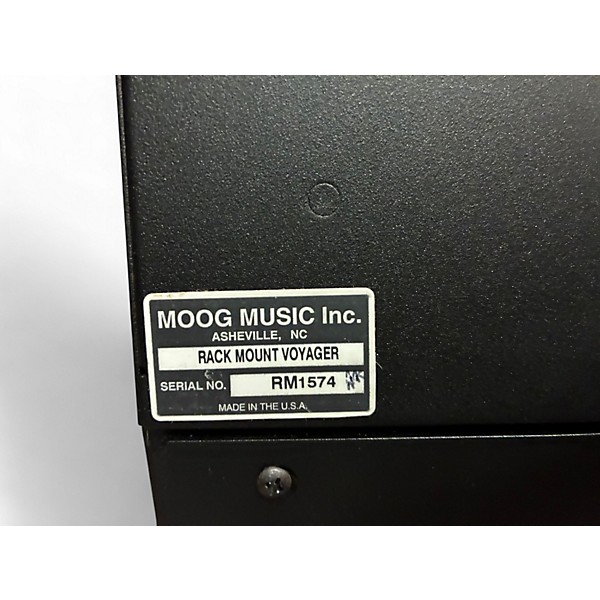 MOOG MUSIC Inc.
ASHEVILLE, NC
RACK MOUNT VOYAGER
SERIAL NO. RM1574
MADE IN THE U.S.A.